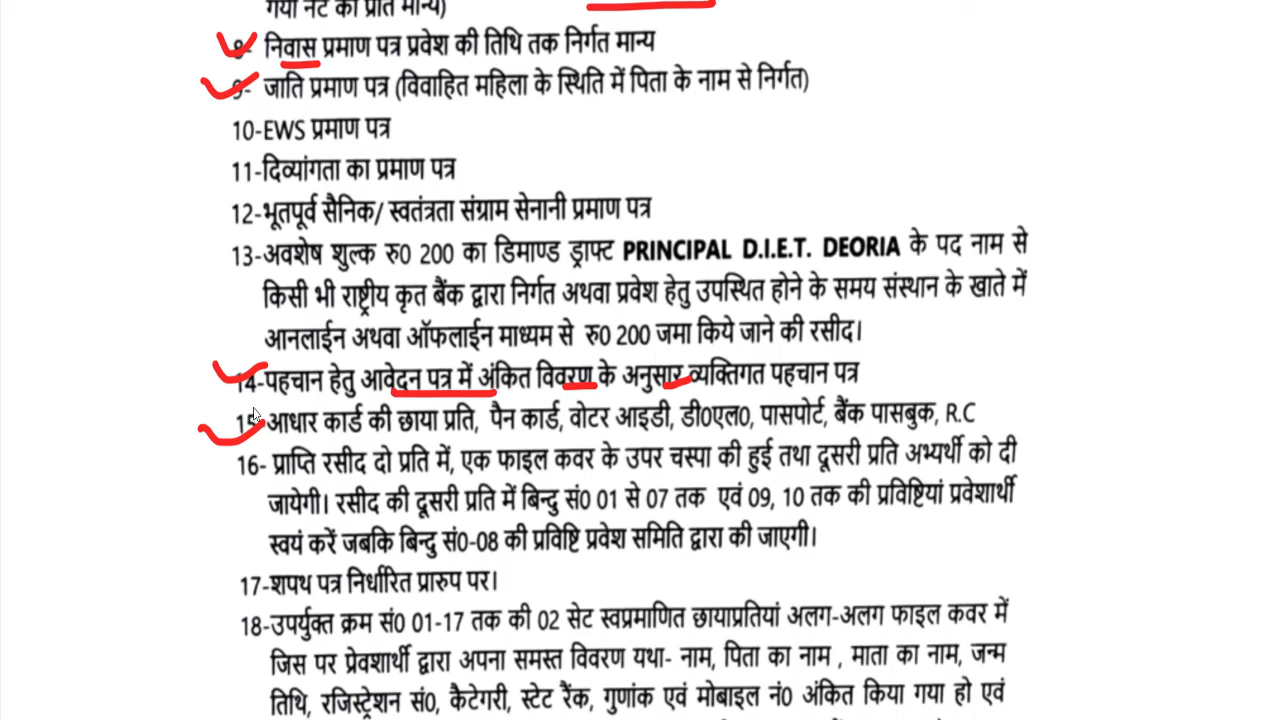 गया नेट की प्रति मान्य)
8- निवास प्रमाण पत्र प्रवेश की तिथि तक निर्गत मान्य
9- जाति प्रमाण पत्र (विवाहित महिला के स्थिति में पिता के नाम से निर्गत)
10-EWS प्रमाण पत्र
11-दिव्यांगता का प्रमाण पत्र
12-भूतपूर्व सैनिक/ स्वतंत्रता संग्राम सेनानी प्रमाण पत्र
13-अवशेष शुल्क रु0 200 का डिमाण्ड ड्राफ्ट PRINCIPAL D.I.E.T. DEORIA के पद नाम से
किसी भी राष्ट्रीय कृत बैंक द्वारा निर्गत अथवा प्रवेश हेतु उपस्थित होने के समय संस्थान के खाते में
आनलाईन अथवा ऑफलाईन माध्यम से रु0 200 जमा किये जाने की रसीद।
14-पहचान हेतु आवेदन पत्र में अंकित विवरण के अनुसार व्यक्तिगत पहचान पत्र
15-आधार कार्ड की छाया प्रति, पैन कार्ड, वोटर आइडी, डी0एल0, पासपोर्ट, बैंक पासबुक, R.C
16- प्राप्ति रसीद दो प्रति में, एक फाइल कवर के उपर चस्पा की हुई तथा दूसरी प्रति अभ्यर्थी को दी
जायेगी। रसीद की दूसरी प्रति में बिन्दु सं0 01 से 07 तक एवं 09, 10 तक की प्रविष्टियां प्रवेशार्थी
स्वयं करें जबकि बिन्दु सं0-08 की प्रविष्टि प्रवेश समिति द्वारा की जाएगी।
17-शपथ पत्र निर्धारित प्रारुप पर।
18-उपर्युक्त क्रम सं0 01-17 तक की 02 सेट स्वप्रमाणित छायाप्रतियां अलग-अलग फाइल कवर में
जिस पर प्रेवशार्थी द्वारा अपना समस्त विवरण यथा- नाम, पिता का नाम , माता का नाम, जन्म
तिथि, रजिस्ट्रेशन सं0, कैटेगरी, स्टेट रैंक, गुणांक एवं मोबाइल नं0 अंकित किया गया हो एवं